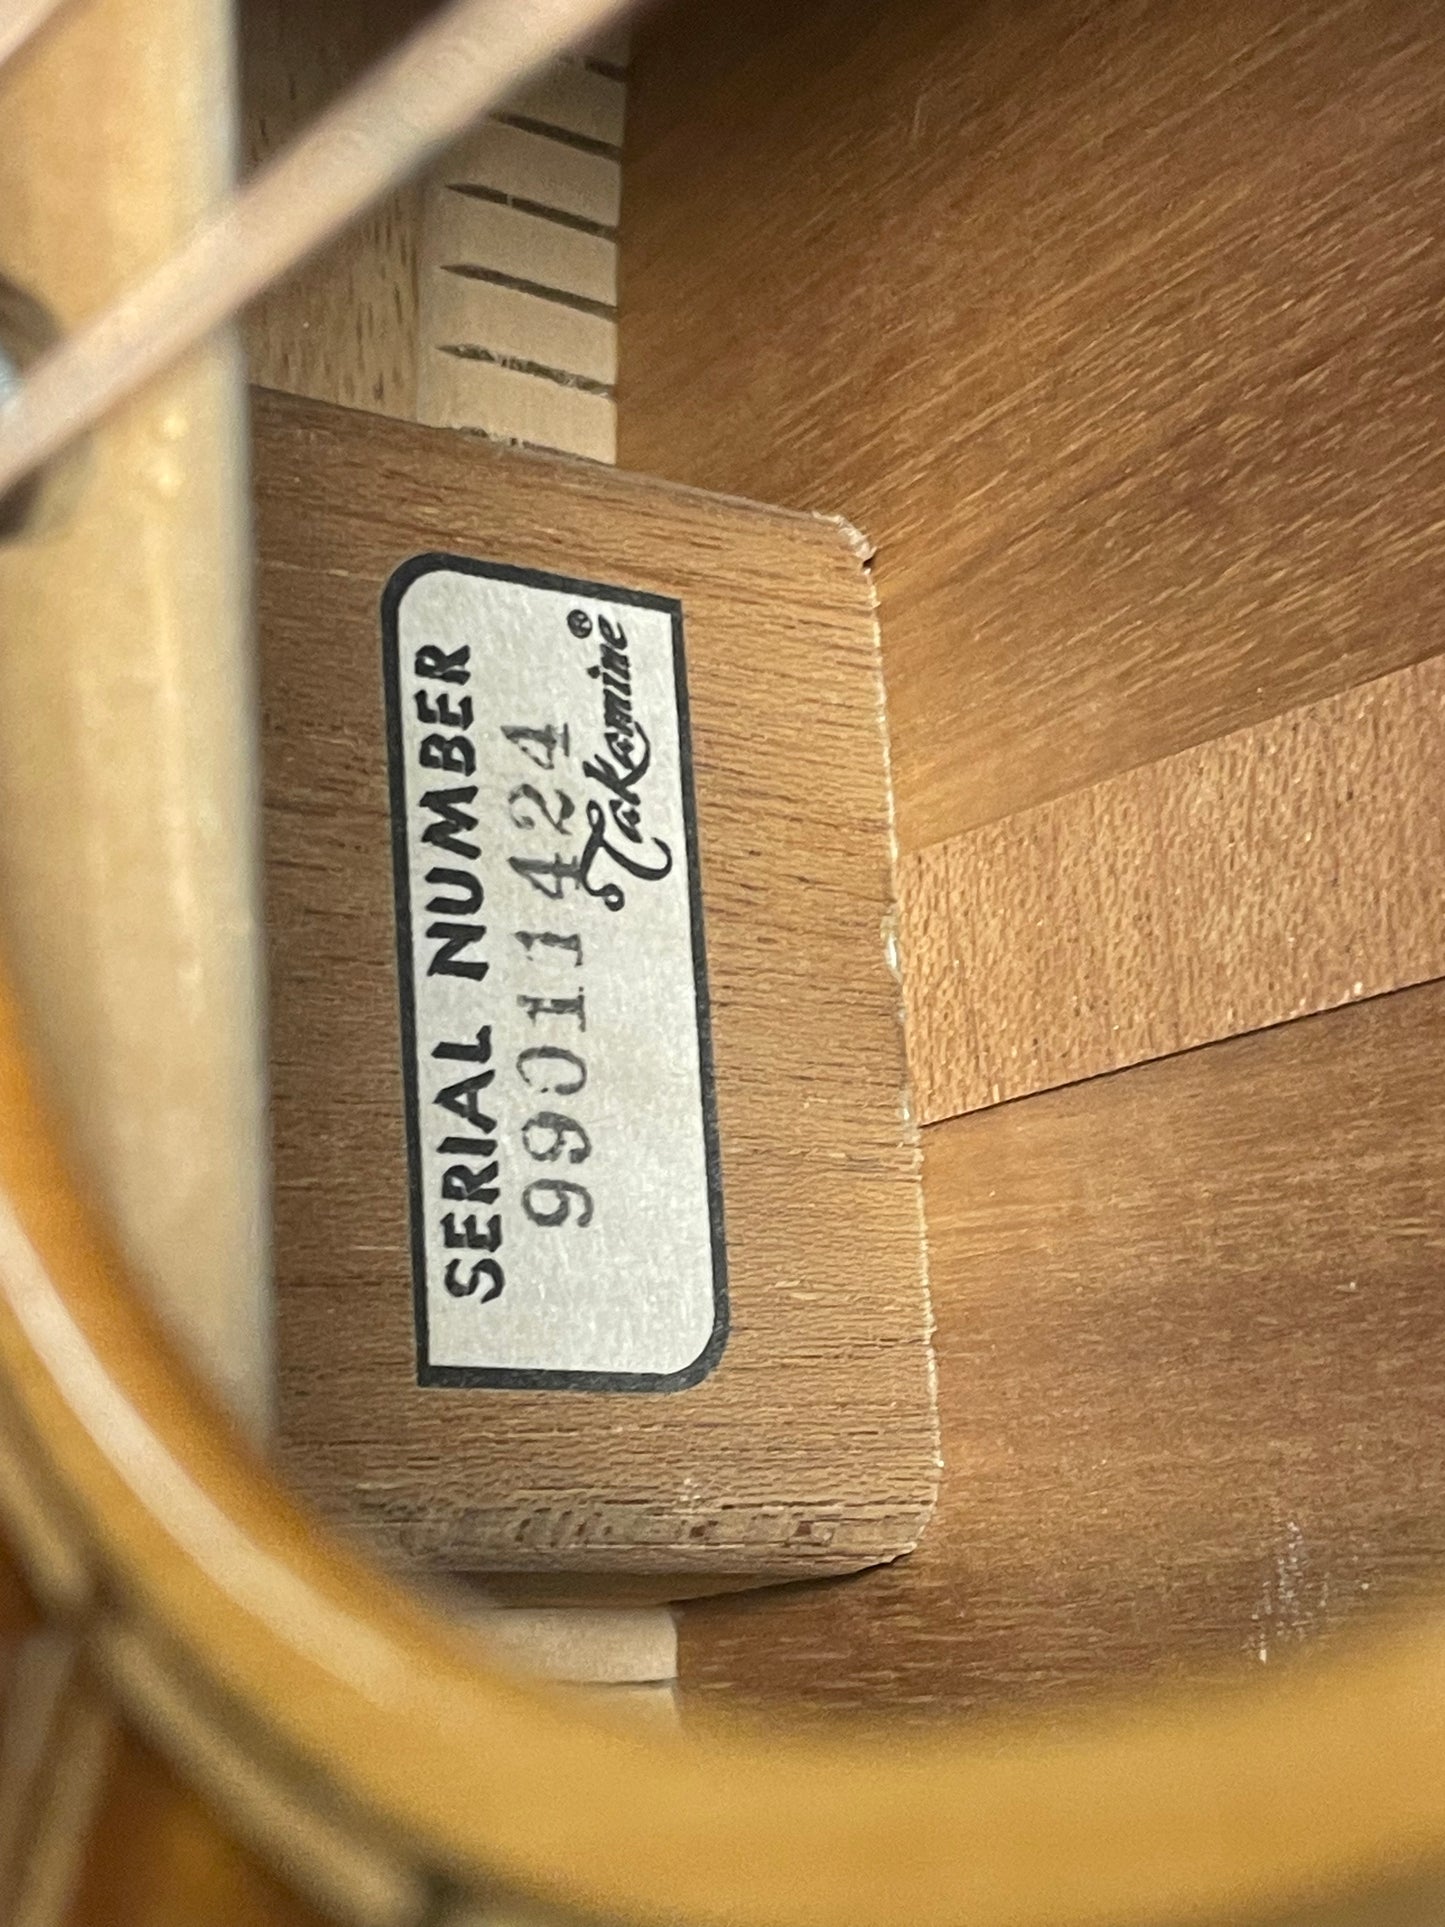 SERIAL NUMBER
99011424
Takamine®